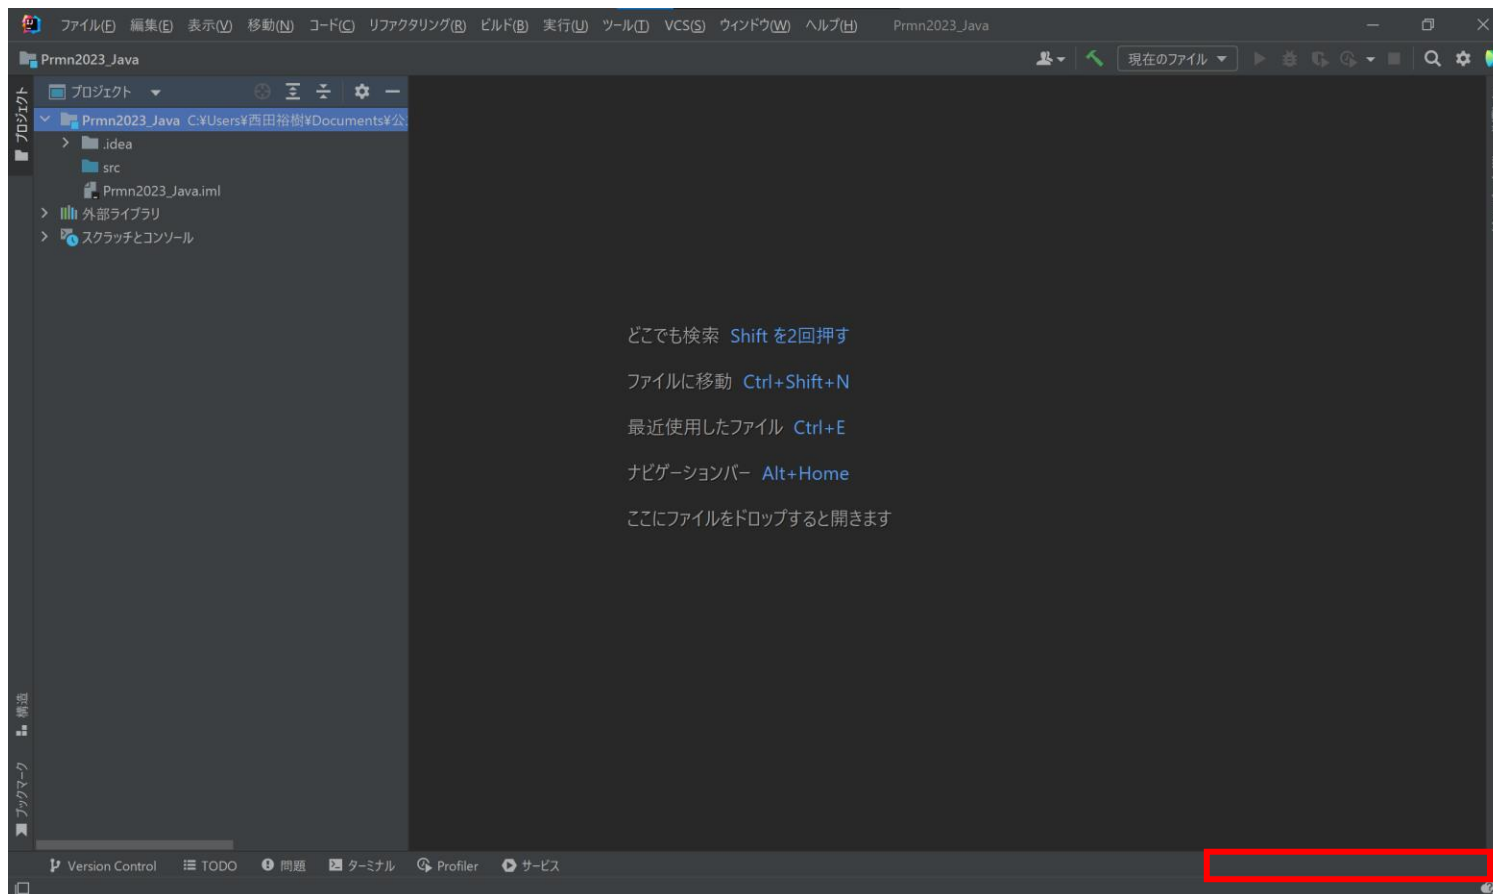 ファイル(F) 編集(E) 表示(V) 移動(N) コード(C) リファクタリング(R) ビルド(B) 実行(U) ツール(T) VCS(S) ウィンドウ(W) ヘルプ(H) Prmn2023_Java
Prmn2023_Java
現在のファイル
プロジェクト
プロジェクト
Prmn2023_Java C:¥Users¥西田裕樹¥Documents¥公
.idea
src
Prmn2023_Java.iml
外部ライブラリ
スクラッチとコンソール
どこでも検索 Shift を2回押す
ファイルに移動 Ctrl+Shift+N
最近使用したファイル Ctrl+E
ナビゲーションバー Alt+Home
ここにファイルをドロップすると開きます
構造
ブックマーク
Version Control TODO 問題 ターミナル Profiler サービス